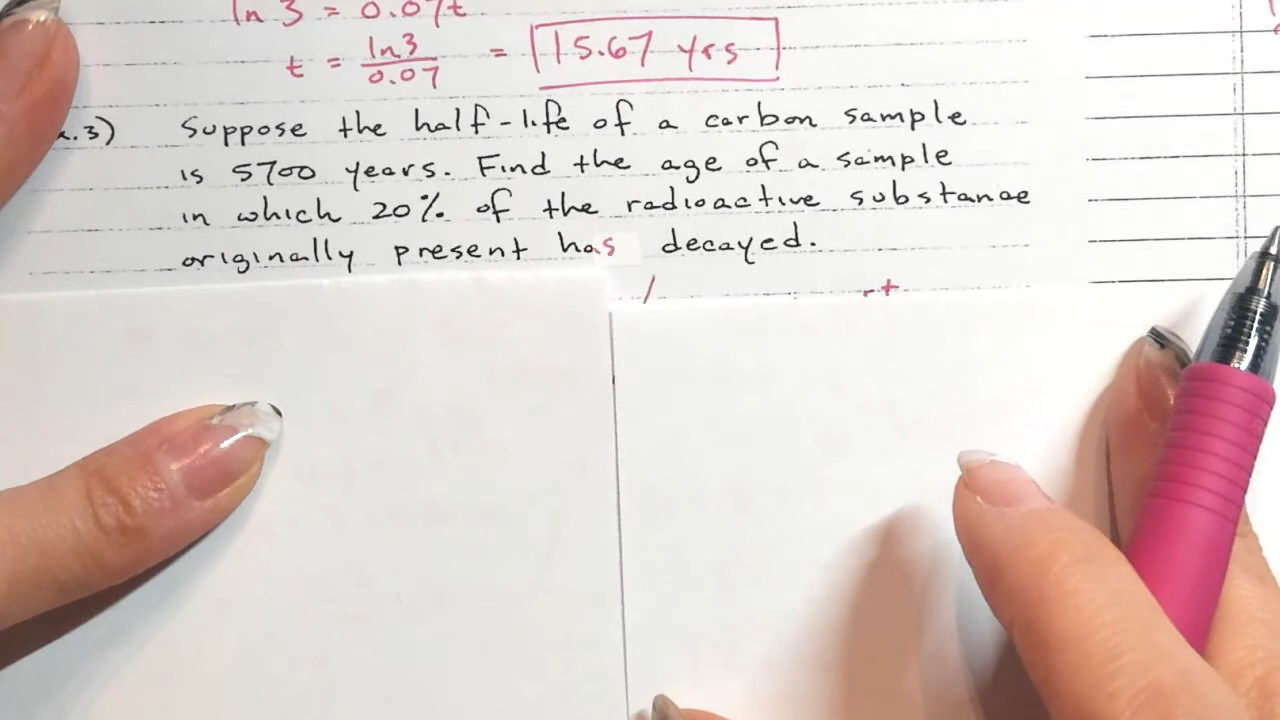 ln 3 = 0.07t
t = ln3/0.07 = 15.67 yrs
x.3) Suppose the half-life of a carbon sample
is 5700 years. Find the age of a sample
in which 20% of the radioactive substance
originally present has decayed.